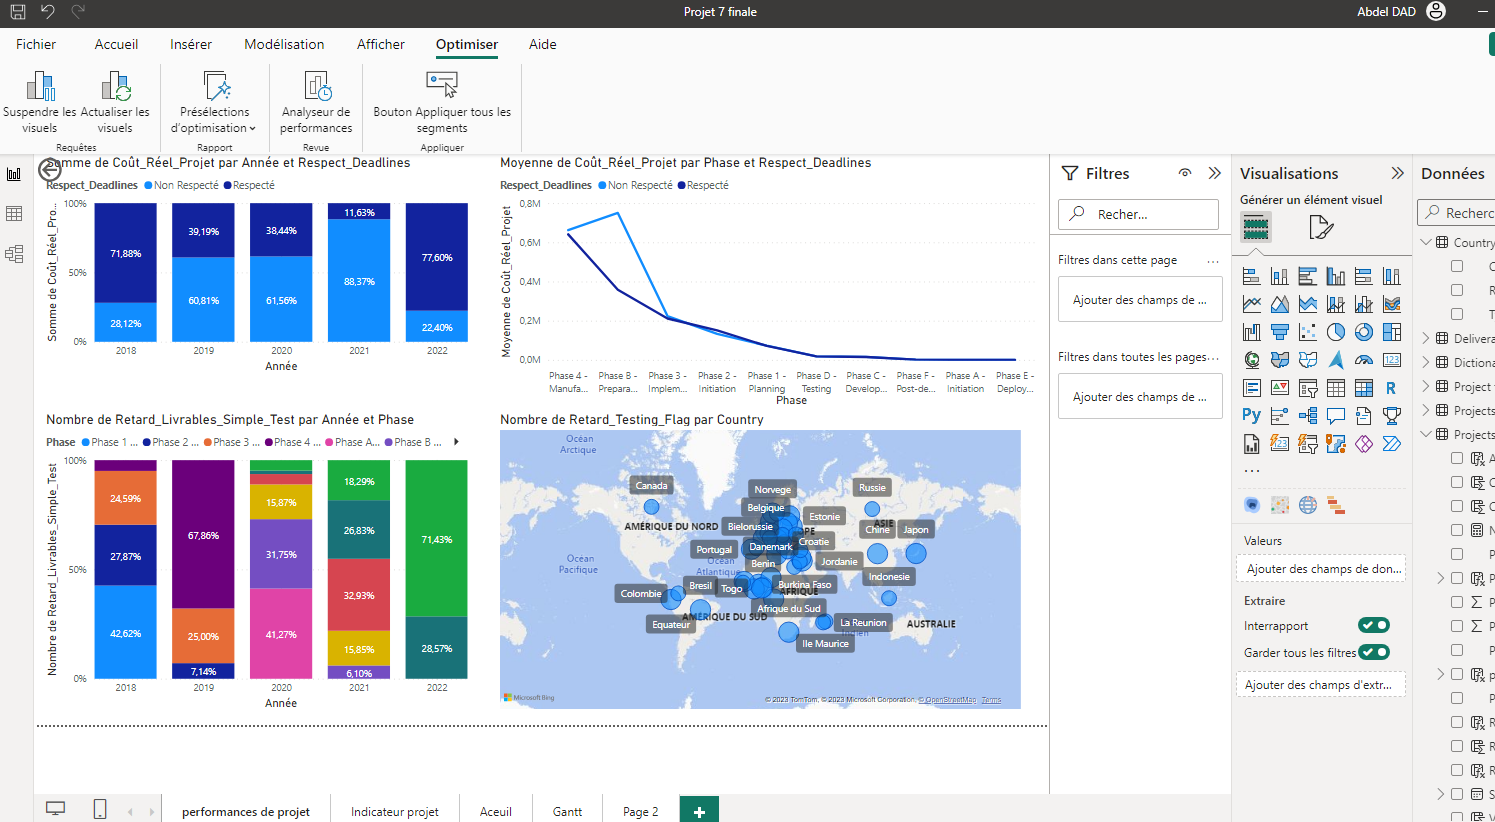 Projet 7 finale
Abdel DAD
Fichier
Accueil
Insérer
Modélisation
Afficher
Optimiser
Aide
Suspendre les
visuels
Actualiser les
visuels
Présélections
d'optimisation
Analyseur de
performances
Bouton Appliquer tous les
segments
Requêtes
Rapport
Revue
Appliquer
Somme de Coût_Réel_Projet par Année et Respect_Deadlines
Respect_Deadlines Non Respecté Respecté
Somme de Coût_Réel_Pro...
100%
50%
0%
71,88%
28,12%
39,19%
60,81%
38,44%
61,56%
11,63%
88,37%
77,60%
22,40%
2018 2019 2020 2021 2022
Année
Moyenne de Coût_Réel_Projet par Phase et Respect_Deadlines
Respect_Deadlines Non Respecté Respecté
Moyenne de Coût_Réel_Projet
0,8M
0,6M
0,4M
0,2M
0,0M
Phase 4 -
Manufa...
Phase B -
Prepara...
Phase 3 -
Implem...
Phase 2 -
Initiation
Phase 1 -
Planning
Phase D -
Testing
Phase C -
Develop...
Phase F -
Post-de...
Phase A -
Initiation
Phase E -
Deploy...
Phase
Nombre de Retard_Livrables_Simple_Test par Année et Phase
Phase Phase 1 ... Phase 2 ... Phase 3 ... Phase 4 ... Phase A... Phase B ...
Nombre de Retard_Livrables_Simple_Test
100%
50%
0%
24,59%
27,87%
42,62%
67,86%
25,00%
7,14%
15,87%
31,75%
41,27%
18,29%
26,83%
32,93%
15,85%
6,10%
71,43%
28,57%
2018 2019 2020 2021 2022
Année
Nombre de Retard_Testing_Flag par Country
Océan
Arctique
Canada
Norvege
Russie
Belgique
Estonie
AMÉRIQUE DU NORD
Bielorussie
PE
ASIE
Chine
Japon
Croatie
Portugal
Danemark
Océan
Pacifique
Océan
Atlantique
Benin
Jordanie
Indonesie
Colombie
Bresil
Togo
Burkina Faso
AFRIQUE
Afrique du Sud
AMÉRIQUE DU SUD
Equateur
La Reunion
Indien
AUSTRALIE
Ile Maurice
Microsoft Bing
© 2023 TomTom, © 2023 Microsoft Corporation, © OpenStreetMap Terms
Filtres
Recher...
Filtres dans cette page ...
Ajouter des champs de ...
Filtres dans toutes les pages...
Ajouter des champs de ...
Visualisations
Générer un élément visuel
R
Py
123
123
...
Valeurs
Ajouter des champs de don...
Extraire
Interrapport
Garder tous les filtres
Ajouter des champs d'extr...
Données
Recherc
Country
C
R
T
Delivera
Dictiona
Project
Projects
Projects
A
C
C
N
P
P
P
P
P
P
P
R
R
R
S
V
performances de projet
Indicateur projet
Aceuil
Gantt
Page 2
+